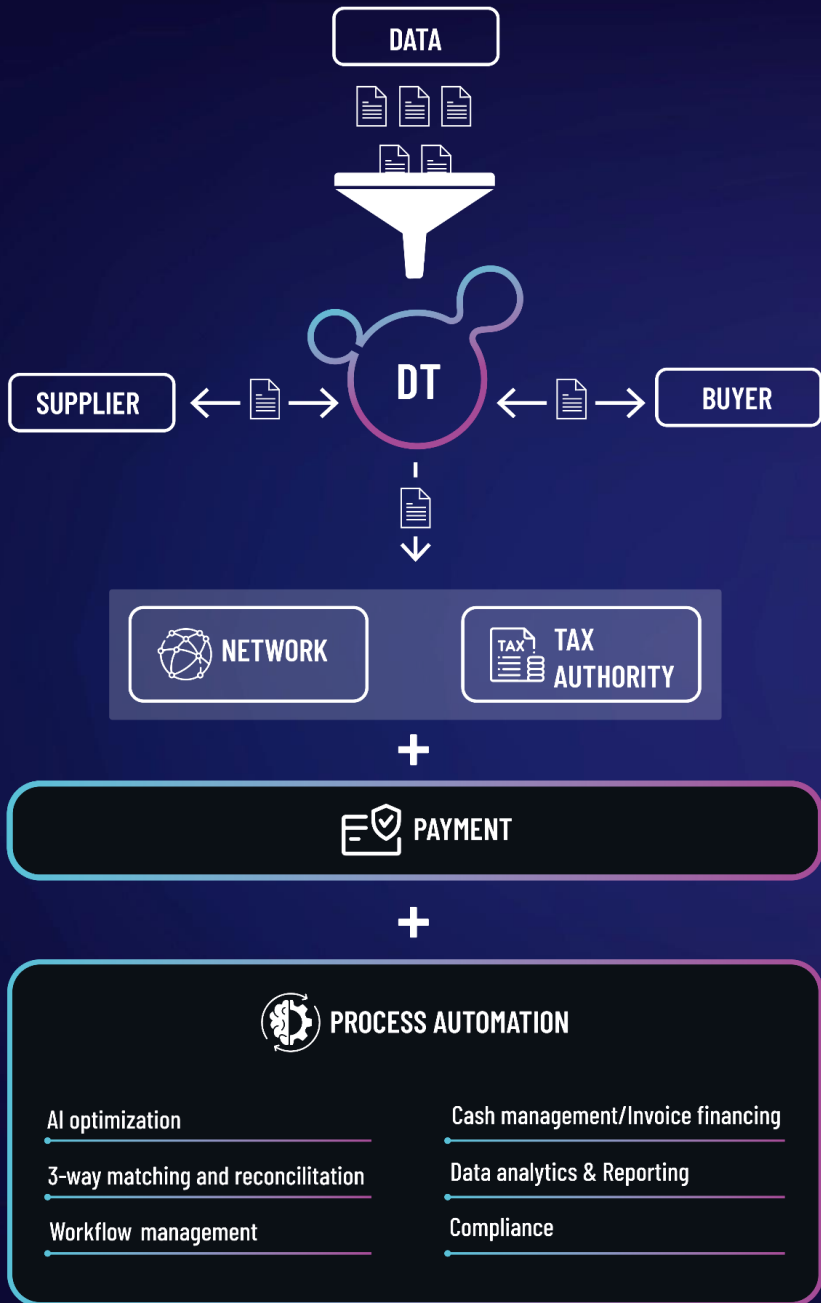 DATA
DT
SUPPLIER
BUYER
NETWORK
TAX
TAX
AUTHORITY
PAYMENT
PROCESS AUTOMATION
AI optimization
Cash management/Invoice financing
3-way matching and reconcilitation
Data analytics & Reporting
Workflow management
Compliance